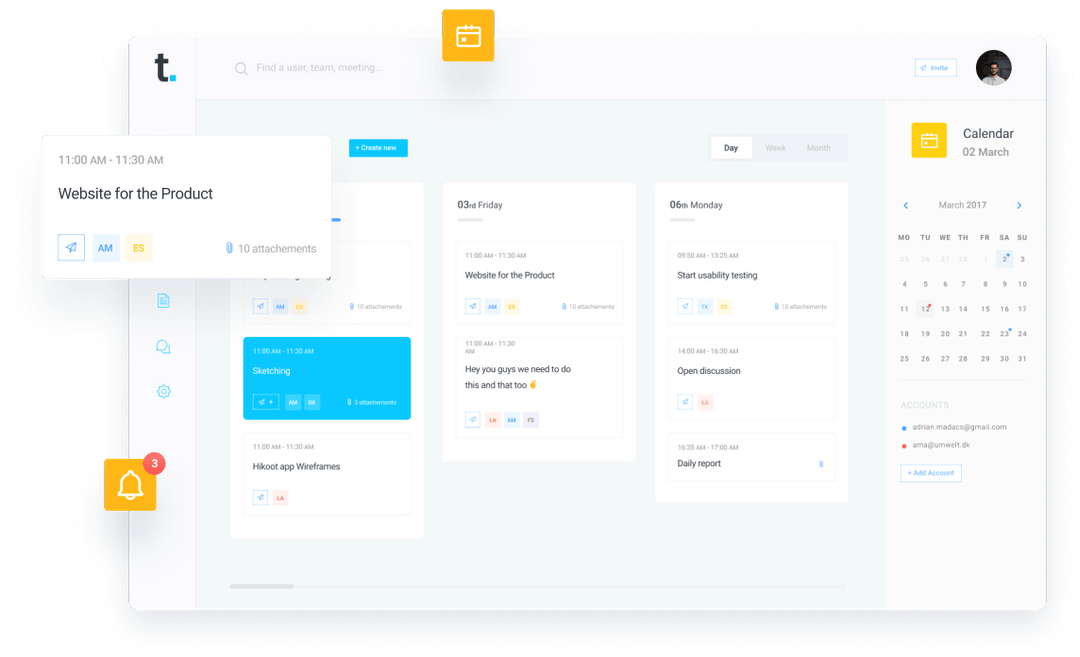 t.
Find a user, team, meeting...
Invite
11:00 AM - 11:30 AM
Website for the Product
AM ES 10 attachements
+ Create new
Day Week Month
AM ES 10 attachements
11:00 AM - 11:30 AM
Sketching
+ AM BK 3 attachements
11:00 AM - 11:30 AM
Hikoot app Wireframes
LA
03rd Friday
11:00 AM - 11:30 AM
Website for the Product
AM ES 10 attachements
11:00 AM - 11:30
AM
Hey you guys we need to do
this and that too ✌
LA AM FS
06th Monday
09:50 AM - 13:25 AM
Start usability testing
TX ES 10 attachements
14:00 AM - 16:30 AM
Open discussion
LA
16:35 AM - 17:00 AM
Daily report
Calendar
02 March
March 2017
MO TU WE TH FR SA SU
26 27 28 1 2 3
4 5 6 7 8 9 10
11 12 13 14 15 16 17
18 19 20 21 22 23 24
25 26 27 28 29 30 31
ACCOUNTS
adrian.madacs@gmail.com
ama@umwelt.dk
+ Add Account
3